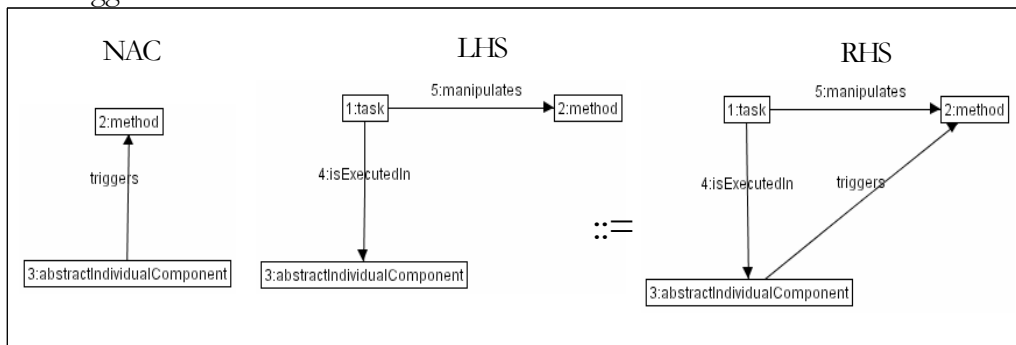 NAC
LHS
RHS
2:method
triggers
3:abstractIndividualComponent
1:task
5:manipulates
2:method
4:isExecutedIn
3:abstractIndividualComponent
::=
1:task
5:manipulates
2:method
4:isExecutedIn
triggers
3:abstractIndividualComponent